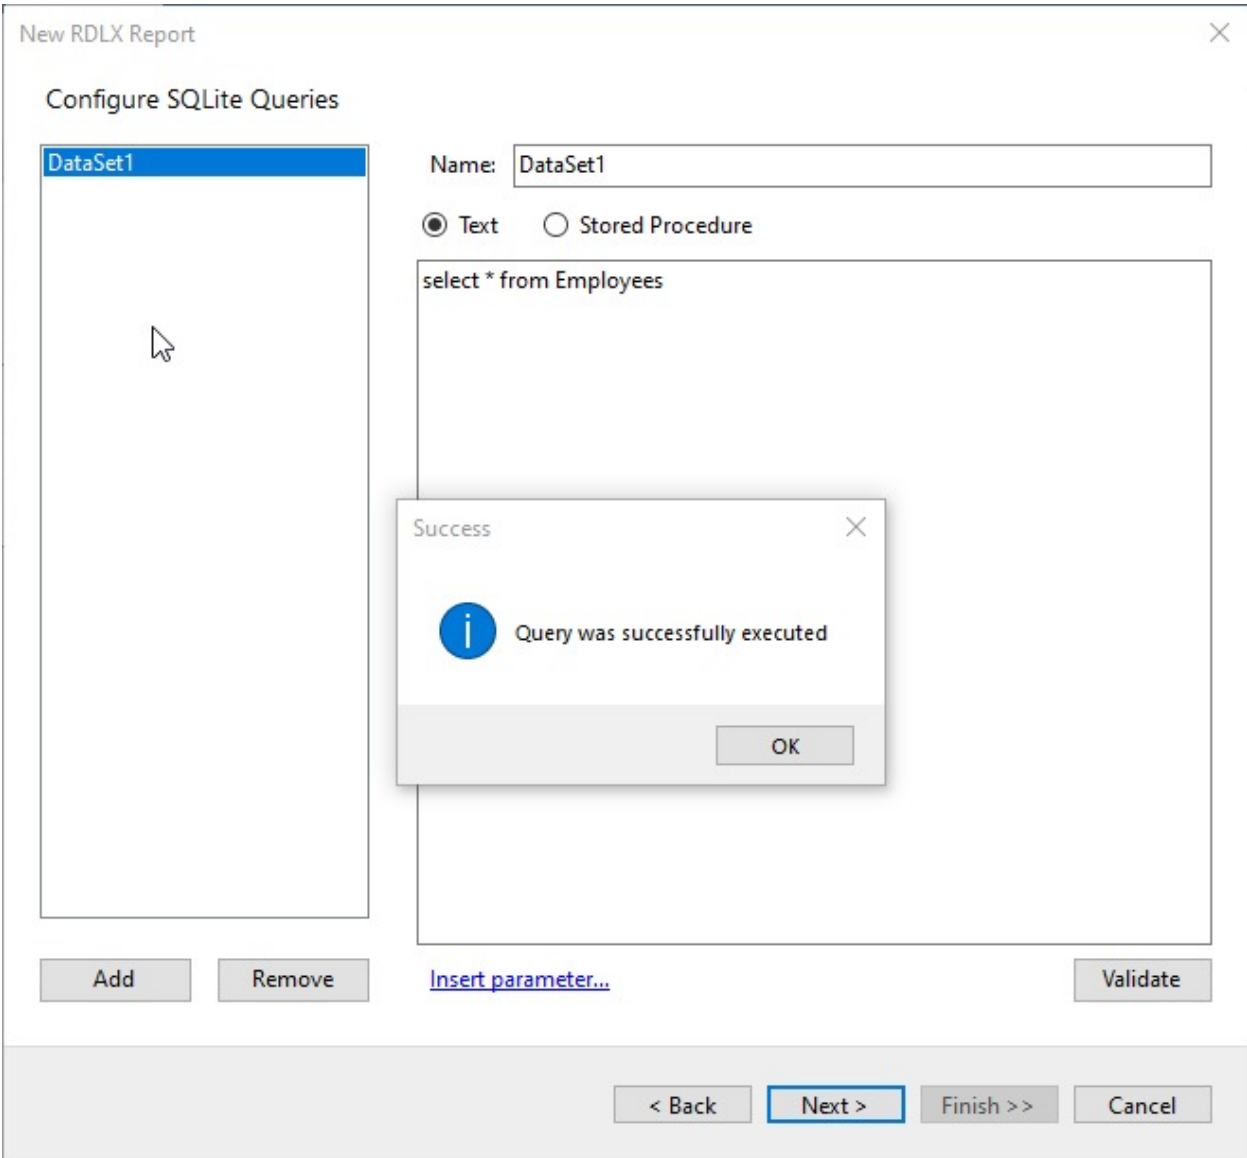 New RDLX Report
Configure SQLite Queries
DataSet1
Name: DataSet1
Text Stored Procedure
select * from Employees
Success
Query was successfully executed
OK
Add Remove Insert parameter... Validate
< Back Next > Finish >> Cancel